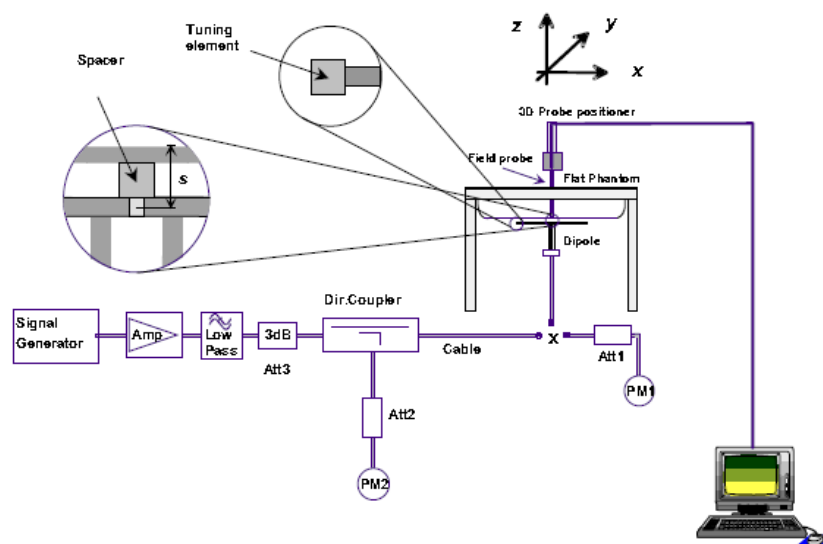 Tuning
element
Spacer
s
z
y
x
3D Probe positioner
Field probe
Flat Phantom
Dipole
Dir.Coupler
Signal
Generator
Amp
Low
Pass
3dB
Att3
Cable
x
Att1
PM1
Att2
PM2